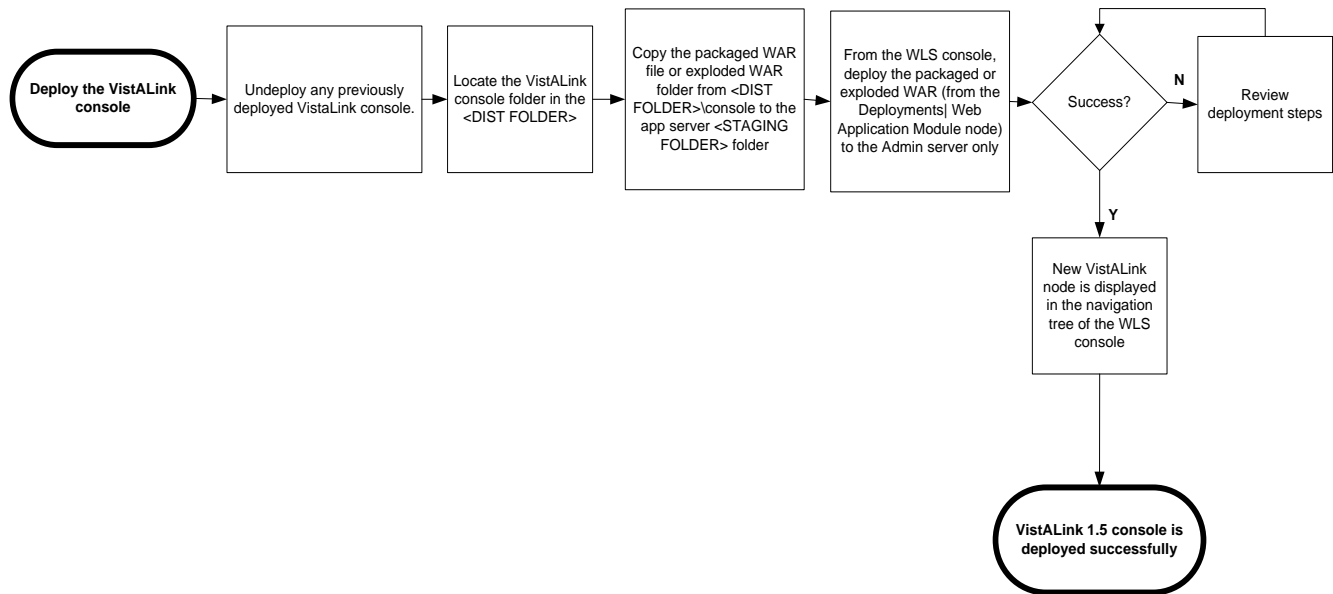 Deploy the VistALink
console
Undeploy any previously
deployed VistaLink console.
Locate the VistALink
console folder in the
<DIST FOLDER>
Copy the packaged WAR
file or exploded WAR
folder from <DIST
FOLDER>\console to the
app server <STAGING
FOLDER> folder
From the WLS console,
deploy the packaged or
exploded WAR (from the
Deployments| Web
Application Module node)
to the Admin server only
Success?
N
Review
deployment steps
Y
New VistALink
node is displayed
in the navigation
tree of the WLS
console
VistALink 1.5 console is
deployed successfully